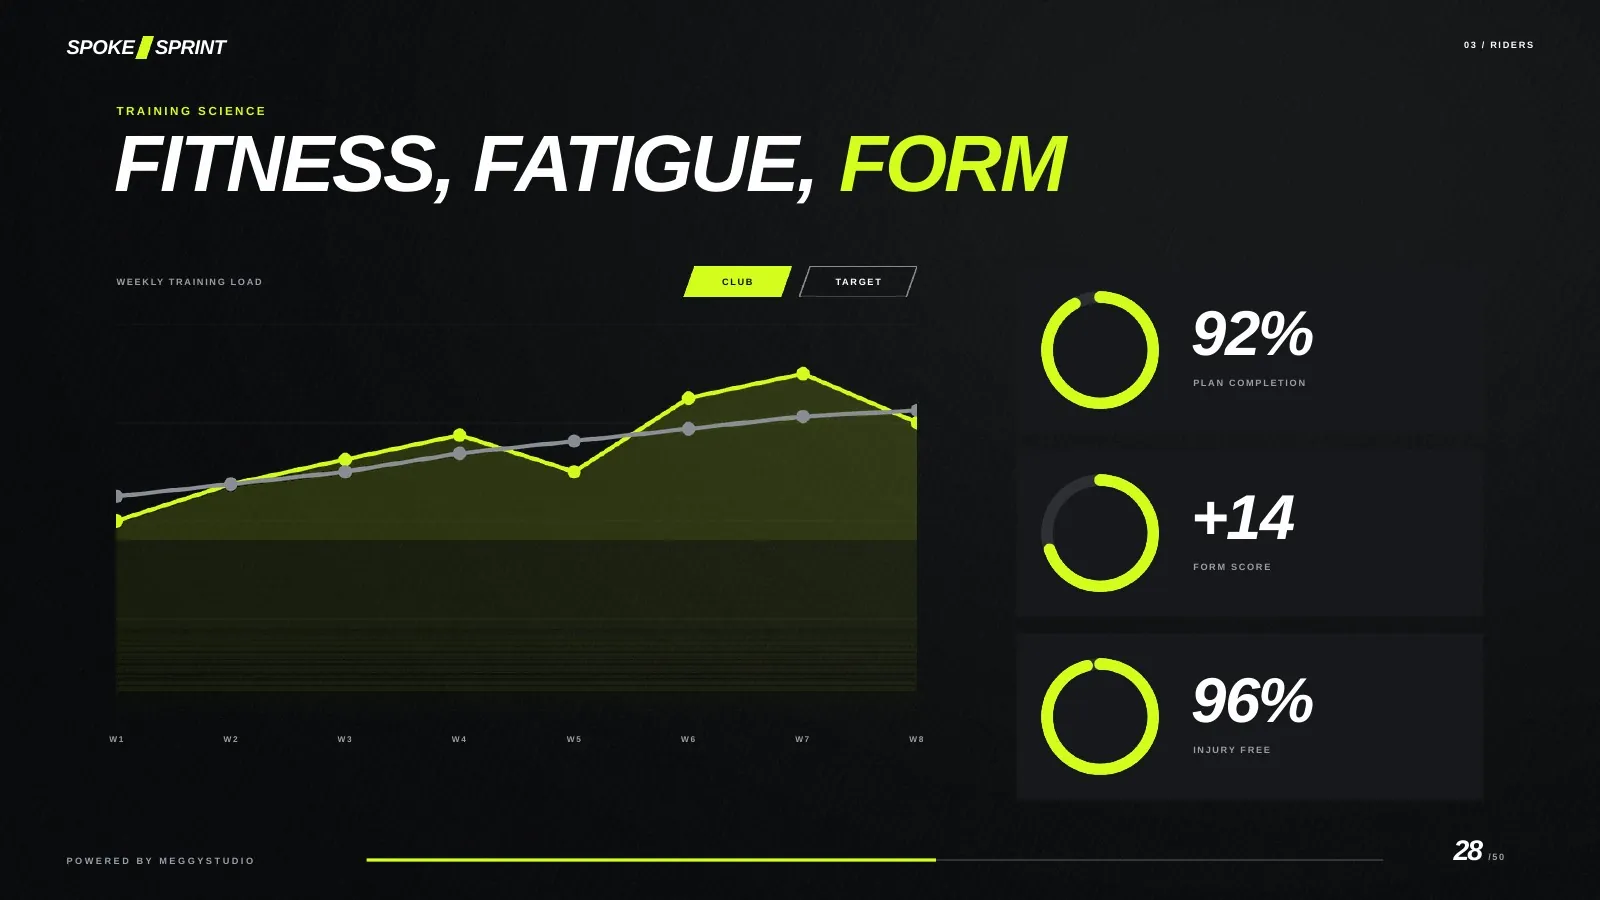 SPOKE SPRINT
03 / RIDERS
TRAINING SCIENCE
FITNESS, FATIGUE, FORM
WEEKLY TRAINING LOAD
CLUB
TARGET
W1 W2 W3 W4 W5 W6 W7 W8
92%
PLAN COMPLETION
+14
FORM SCORE
96%
INJURY FREE
POWERED BY MEGGYSTUDIO
28 /50